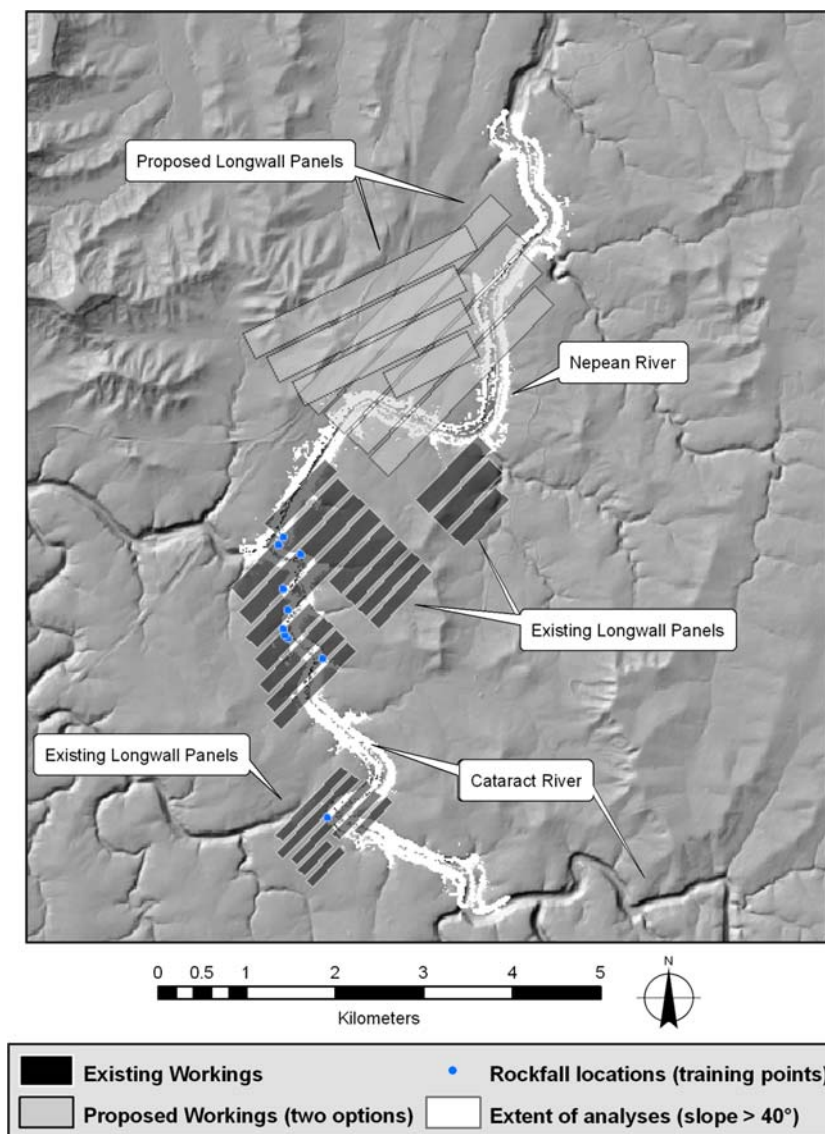 Proposed Longwall Panels
Nepean River
Existing Longwall Panels
Existing Longwall Panels
Cataract River
0 0.5 1 2 3 4 5
Kilometers
N
Existing Workings
Rockfall locations (training points)
Proposed Workings (two options)
Extent of analyses (slope > 40°)